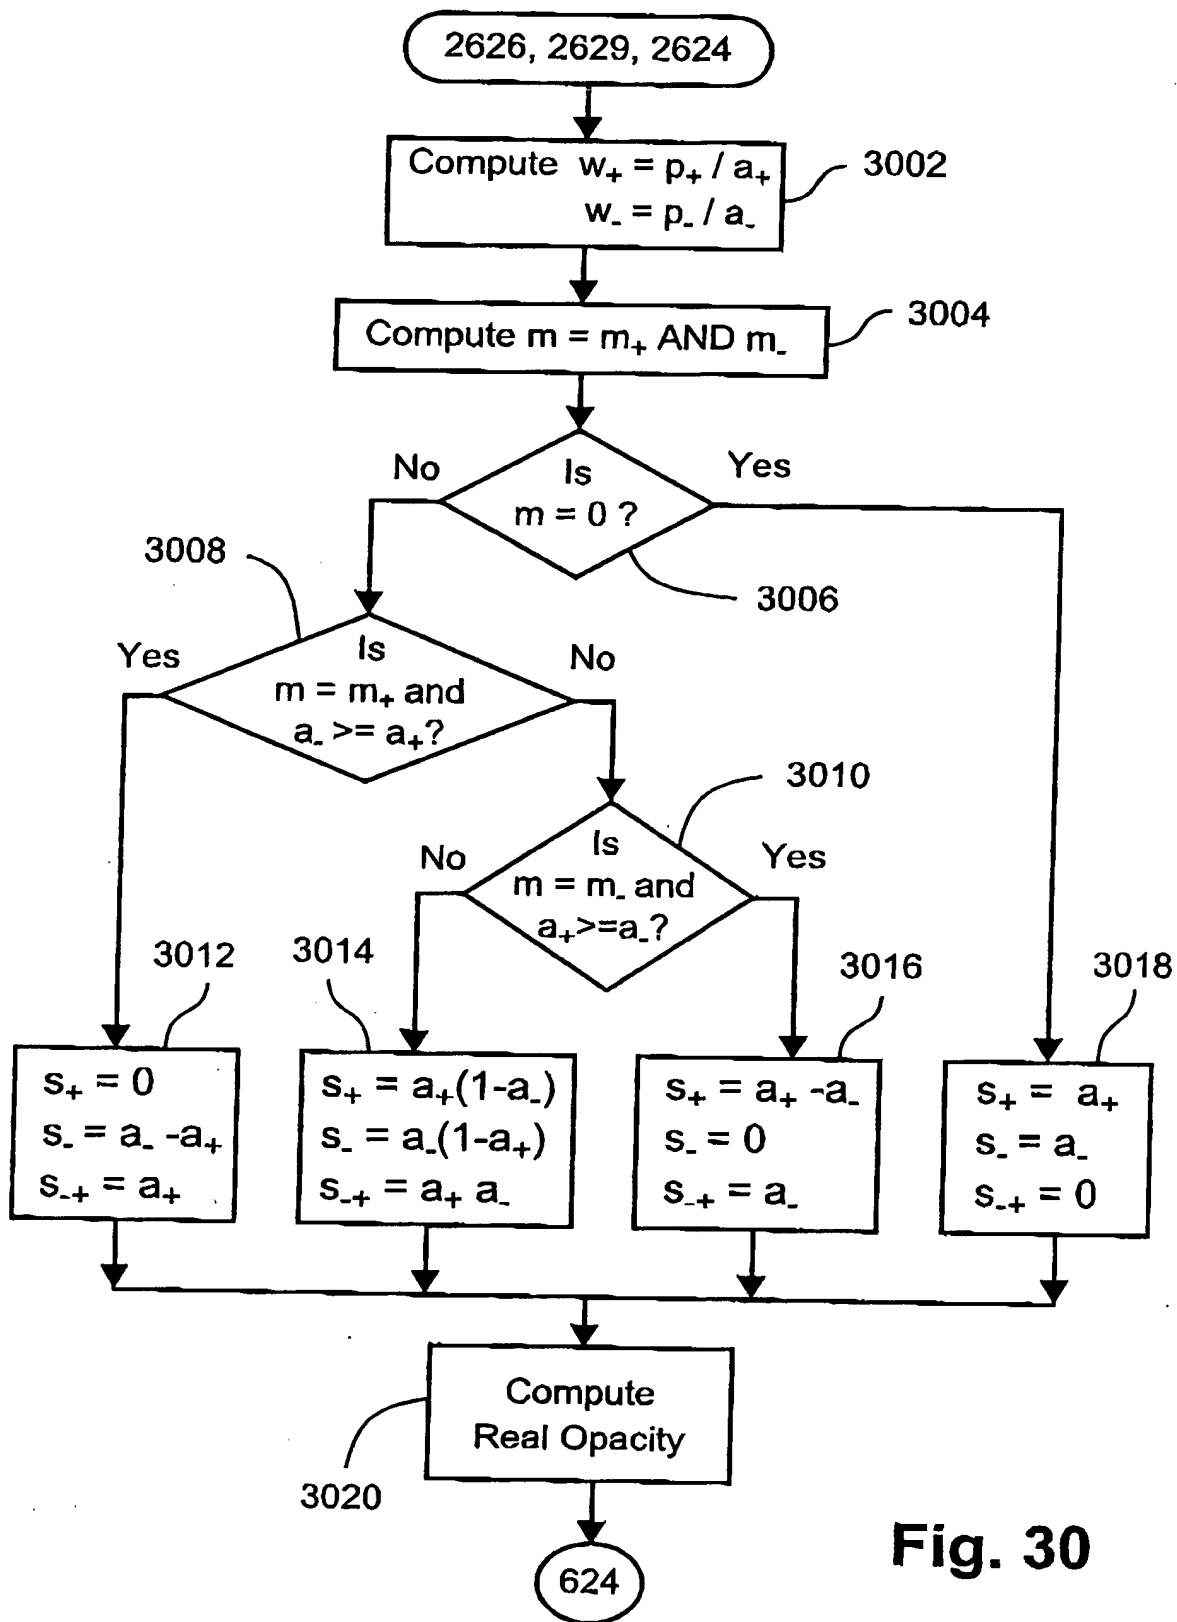 2626, 2629, 2624
Compute w₊ = p₊ / a₊
w₋ = p₋ / a₋
3002
Compute m = m₊ AND m₋
3004
No
Is
m = 0 ?
Yes
3006
3008
Yes
Is
m = m₊ and
a₋ >= a₊?
No
3010
No
Is
m = m₋ and
a₊>=a₋?
Yes
3012
s₊ = 0
s₋ = a₋ -a₊
s₋₊ = a₊
3014
s₊ = a₊(1-a₋)
s₋ = a₋(1-a₊)
s₋₊ = a₊ a₋
3016
s₊ = a₊ -a₋
s₋ = 0
s₋₊ = a₋
3018
s₊ = a₊
s₋ = a₋
s₋₊ = 0
Compute
Real Opacity
3020
624
Fig. 30